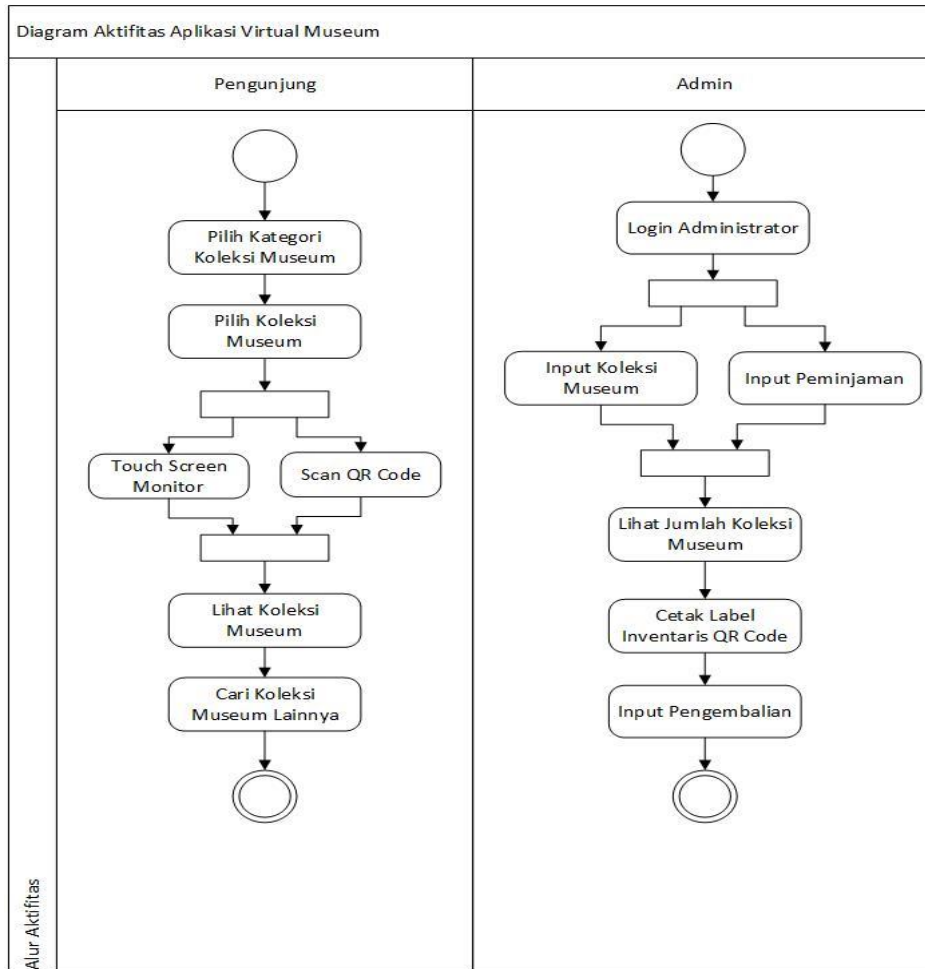 Diagram Aktifitas Aplikasi Virtual Museum
Pengunjung
Admin
Pilih Kategori
Koleksi Museum
Pilih Koleksi
Museum
Touch Screen
Monitor
Scan QR Code
Lihat Koleksi
Museum
Cari Koleksi
Museum Lainnya
Login Administrator
Input Koleksi
Museum
Input Peminjaman
Lihat Jumlah Koleksi
Museum
Cetak Label
Inventaris QR Code
Input Pengembalian
Alur Aktifitas